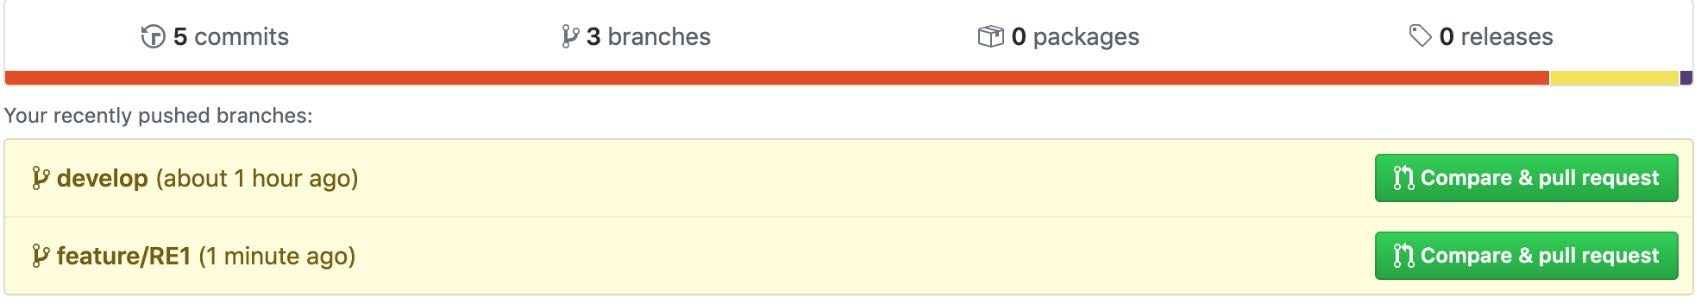 5 commits 3 branches 0 packages 0 releases
Your recently pushed branches:
develop (about 1 hour ago) Compare & pull request
feature/RE1 (1 minute ago) Compare & pull request